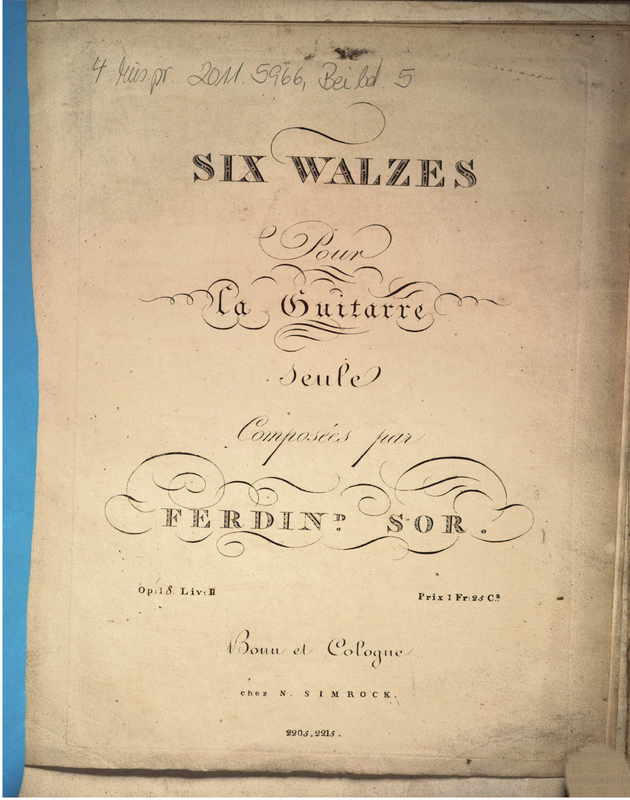 4 Mus.pr. 2011.5966, Beibd. 5
SIX WALZES
Pour
La Guitarre
Seule
Composées par
FERDIN.D SOR.
Op:18 Liv: II Prix 1 Fr: 25 Cs
Bonn et Cologne
chez N. SIMROCK.
2205.2215.